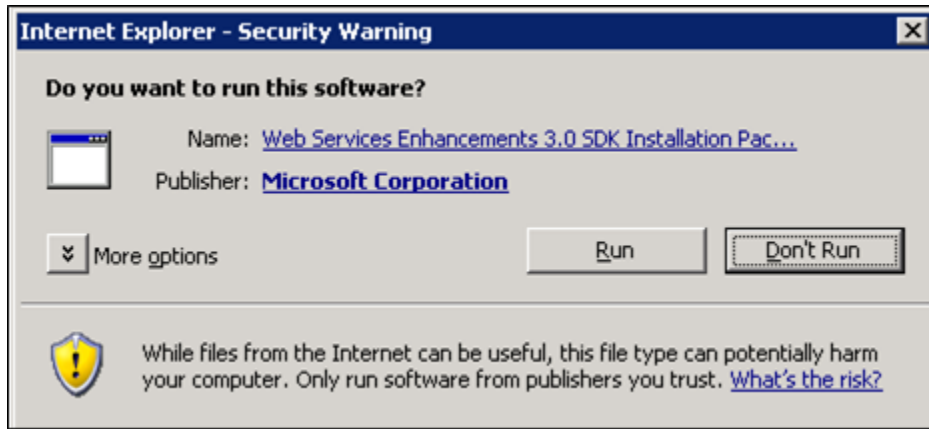 Internet Explorer - Security Warning
Do you want to run this software?
Name: Web Services Enhancements 3.0 SDK Installation Pac...
Publisher: Microsoft Corporation
More options
Run
Don't Run
While files from the Internet can be useful, this file type can potentially harm
your computer. Only run software from publishers you trust. What's the risk?